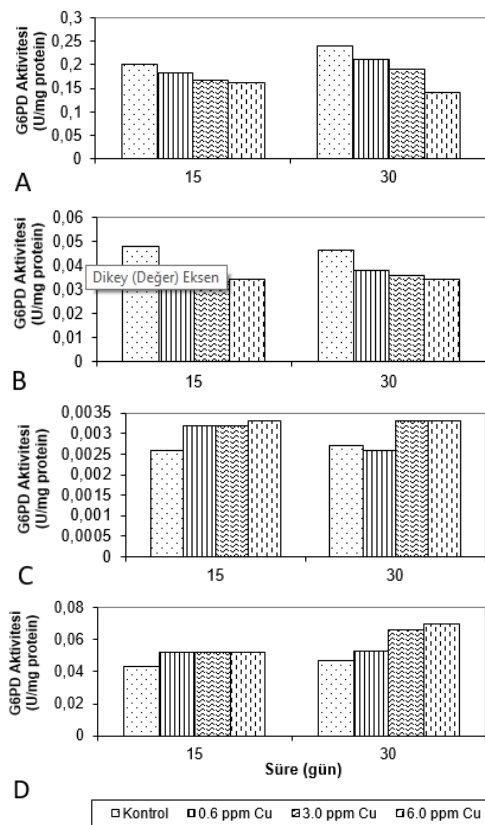 G6PD Aktivitesi
(U/mg protein)
0,3
0,25
0,2
0,15
0,1
0,05
0
15
30
A
G6PD Aktivitesi
(U/mg protein)
0,06
0,05
0,04
0,03
0,02
0,01
0
Dikey (Değer) Eksen
15
30
B
G6PD Aktivitesi
(U/mg protein)
0,0035
0,003
0,0025
0,002
0,0015
0,001
0,0005
0
15
30
C
G6PD Aktivitesi
(U/mg protein)
0,08
0,06
0,04
0,02
0
15
30
Süre (gün)
D
Kontrol 0.6 ppm Cu 3.0 ppm Cu 6.0 ppm Cu